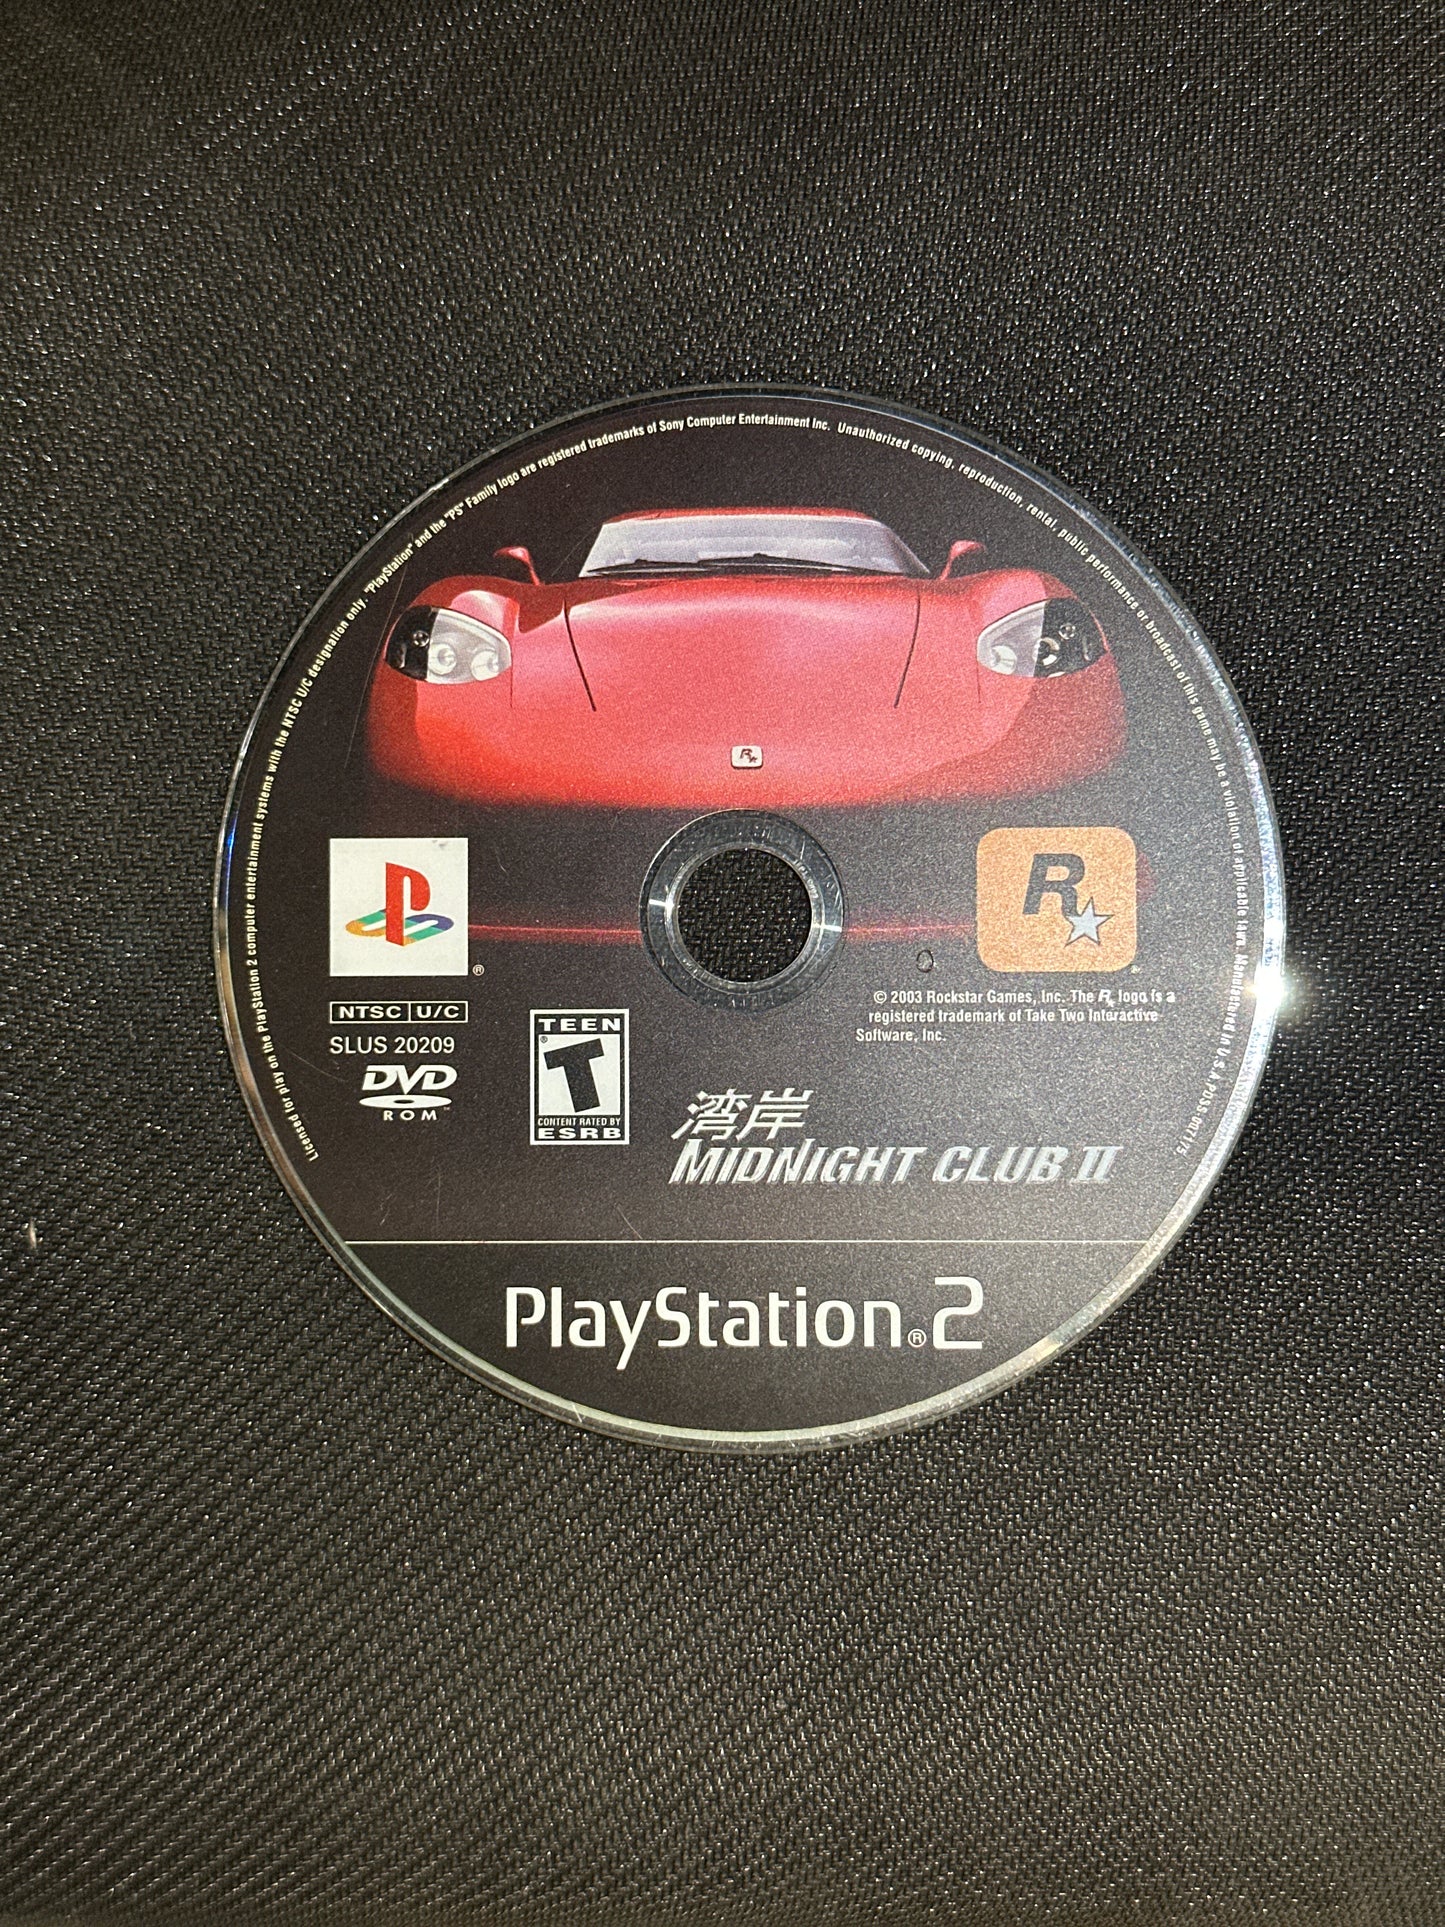 Licensed for play on the PlayStation 2 computer entertainment systems with the NTSC U/C designation only. "PlayStation" and the "PS" Family logo are registered trademarks of Sony Computer Entertainment Inc. Unauthorized copying, reproduction, rental, public performance or broadcast of this game may be a violation of applicable laws. Manufactured in U.S.A.
R
R
®
NTSC U/C
SLUS 20209
DVD
ROM
TEEN
T
CONTENT RATED BY
ESRB
© 2003 Rockstar Games, Inc. The R logo is a
registered trademark of Take Two Interactive
Software, Inc.
湾岸
MIDNIGHT CLUB II
PlayStation®2